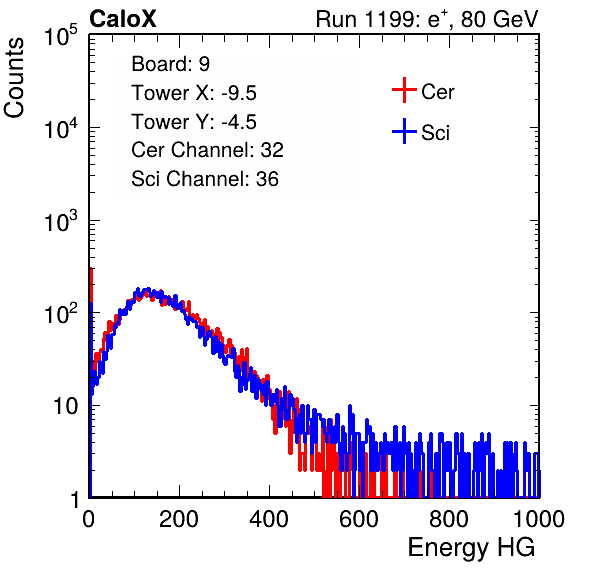 CaloX Run 1199: e⁺, 80 GeV
Counts
Board: 9
Tower X: -9.5
Tower Y: -4.5
Cer Channel: 32
Sci Channel: 36
Cer
Sci
10⁵
10⁴
10³
10²
10
1
0 200 400 600 800 1000
Energy HG